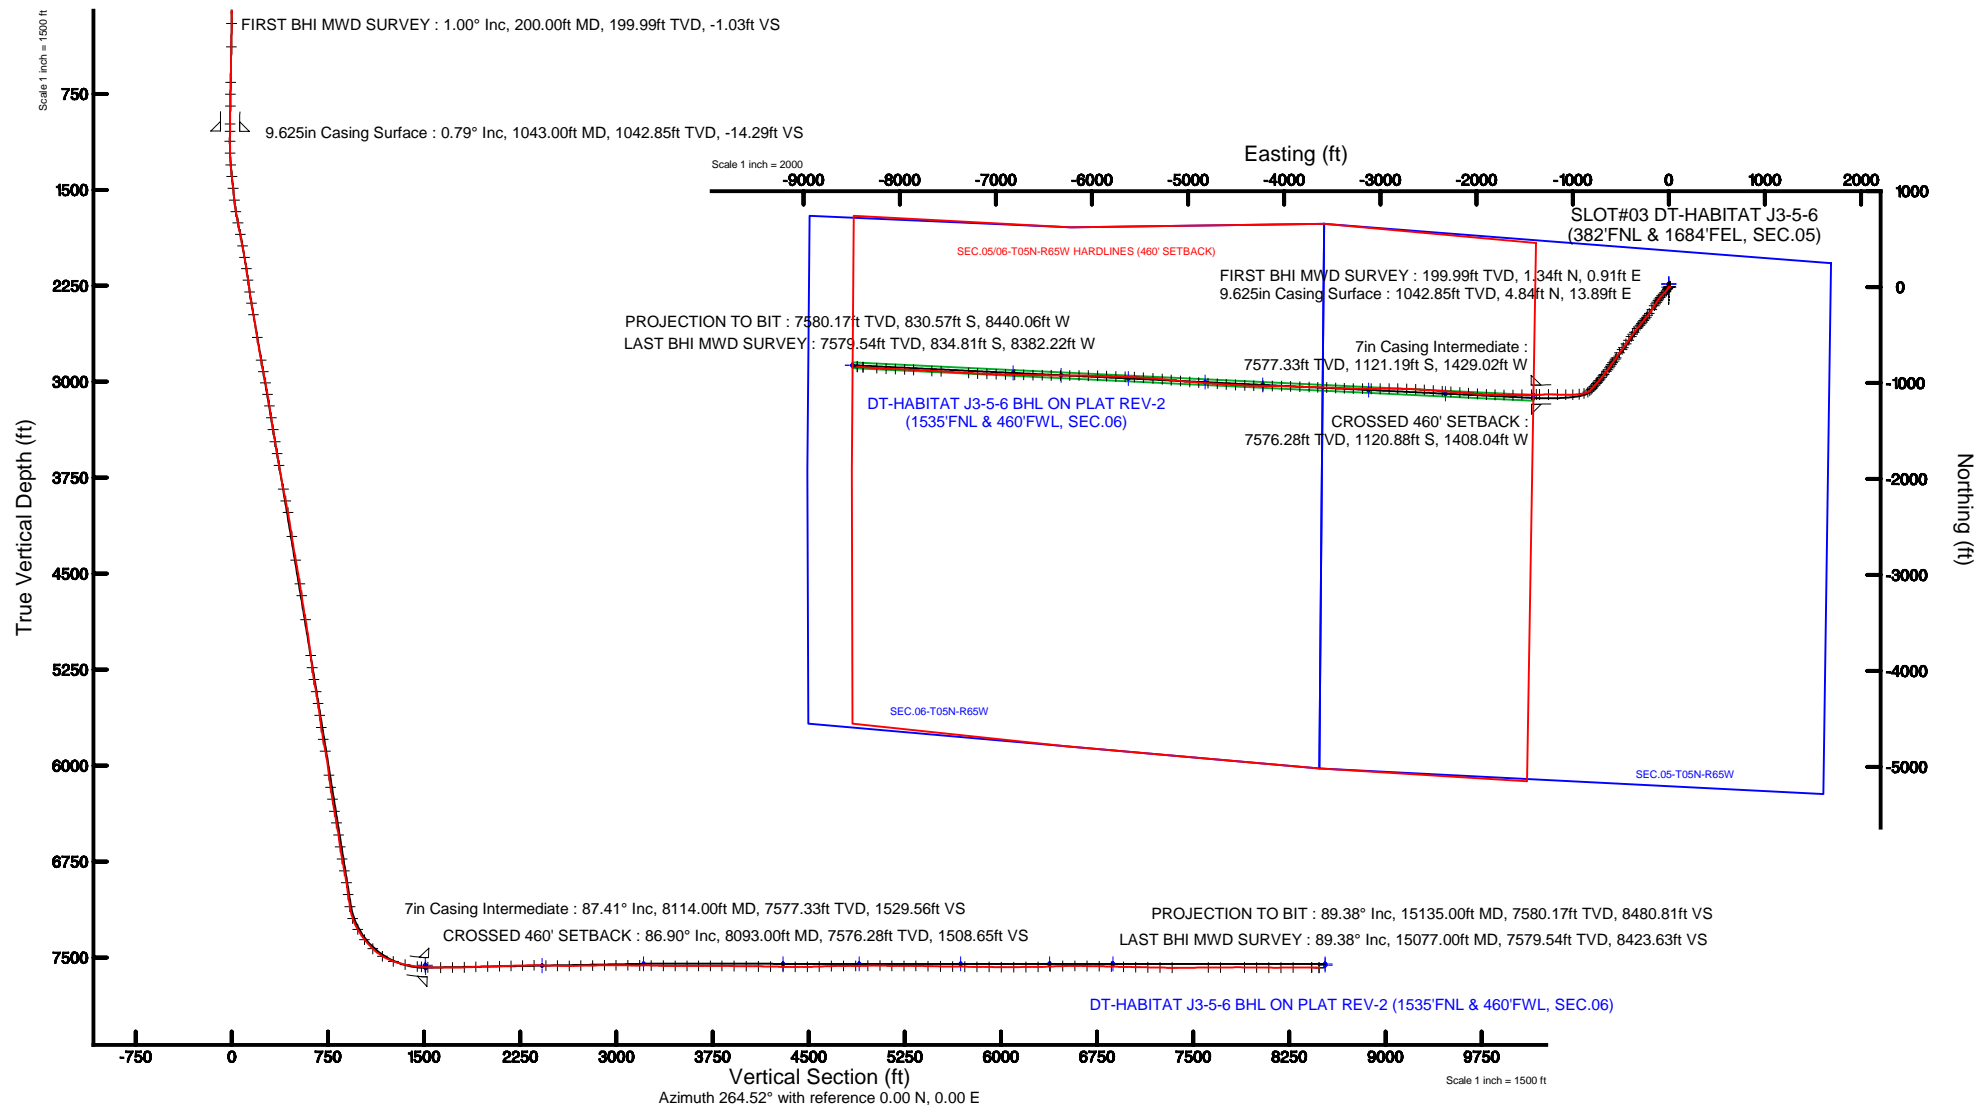 Scale 1 inch = 1500 ft
FIRST BHI MWD SURVEY : 1.00° Inc, 200.00ft MD, 199.99ft TVD, -1.03ft VS
9.625in Casing Surface : 0.79° Inc, 1043.00ft MD, 1042.85ft TVD, -14.29ft VS
True Vertical Depth (ft)
750
1500
2250
3000
3750
4500
5250
6000
6750
7500
Easting (ft)
Scale 1 inch = 2000
-9000 -8000 -7000 -6000 -5000 -4000 -3000 -2000 -1000 0 1000 2000
1000
0
-1000
-2000
-3000
-4000
-5000
Northing (ft)
SLOT#03 DT-HABITAT J3-5-6
(382'FNL & 1684'FEL, SEC.05)
SEC.05/06-T05N-R65W HARDLINES (460' SETBACK)
FIRST BHI MWD SURVEY : 199.99ft TVD, 1.34ft N, 0.91ft E
9.625in Casing Surface : 1042.85ft TVD, 4.84ft N, 13.89ft E
PROJECTION TO BIT : 7580.17ft TVD, 830.57ft S, 8440.06ft W
LAST BHI MWD SURVEY : 7579.54ft TVD, 834.81ft S, 8382.22ft W
7in Casing Intermediate :
7577.33ft TVD, 1121.19ft S, 1429.02ft W
DT-HABITAT J3-5-6 BHL ON PLAT REV-2
(1535'FNL & 460'FWL, SEC.06)
CROSSED 460' SETBACK :
7576.28ft TVD, 1120.88ft S, 1408.04ft W
SEC.06-T05N-R65W
SEC.05-T05N-R65W
7in Casing Intermediate : 87.41° Inc, 8114.00ft MD, 7577.33ft TVD, 1529.56ft VS
CROSSED 460' SETBACK : 86.90° Inc, 8093.00ft MD, 7576.28ft TVD, 1508.65ft VS
PROJECTION TO BIT : 89.38° Inc, 15135.00ft MD, 7580.17ft TVD, 8480.81ft VS
LAST BHI MWD SURVEY : 89.38° Inc, 15077.00ft MD, 7579.54ft TVD, 8423.63ft VS
DT-HABITAT J3-5-6 BHL ON PLAT REV-2 (1535'FNL & 460'FWL, SEC.06)
-750 0 750 1500 2250 3000 3750 4500 5250 6000 6750 7500 8250 9000 9750
Vertical Section (ft)
Scale 1 inch = 1500 ft
Azimuth 264.52° with reference 0.00 N, 0.00 E